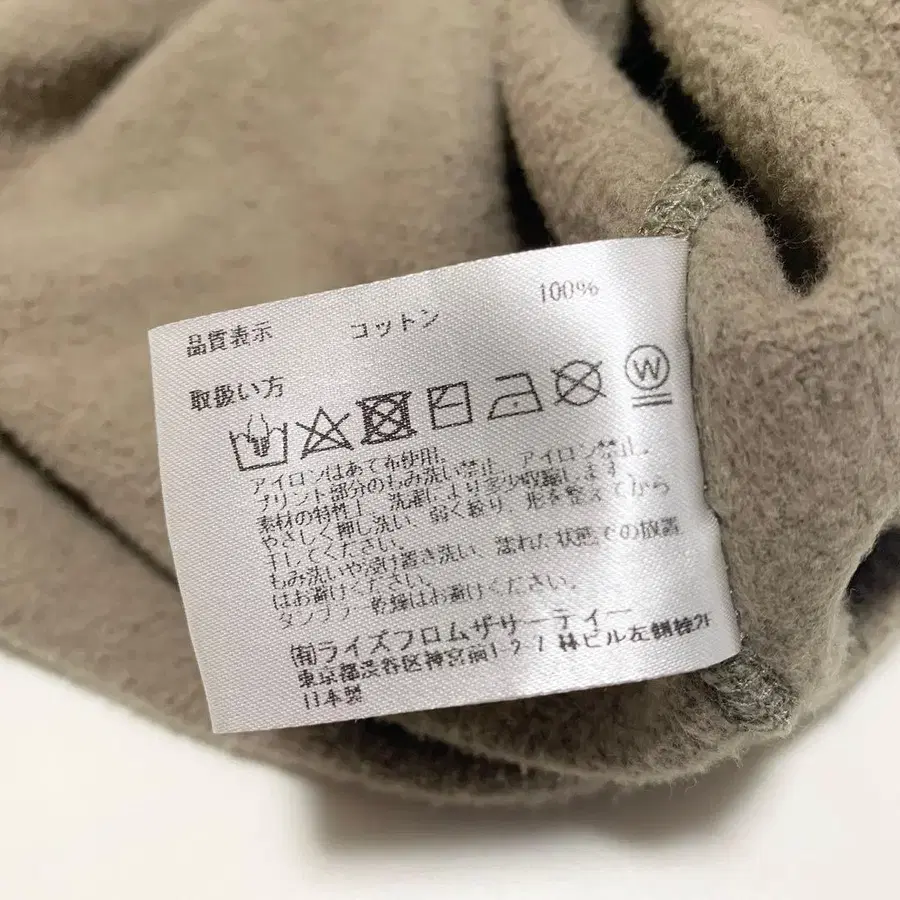 品質表示 コットン 100%
取扱い方
W
アイロンはあて布使用。
プリント部分のもみ洗い禁止 アイロン禁止。
素材の特性上 洗濯により多少収縮します。
やさしく押し洗い、弱く絞り、形を整えてから
干してください。
もみ洗いや浸け置き洗い、濡れた状態での放置
はお避けください。
タンブラー乾燥はお避けください。
㈲ライズフロムザサーティー
東京都渋谷区神宮前 林ビル左側棟2F
日本製